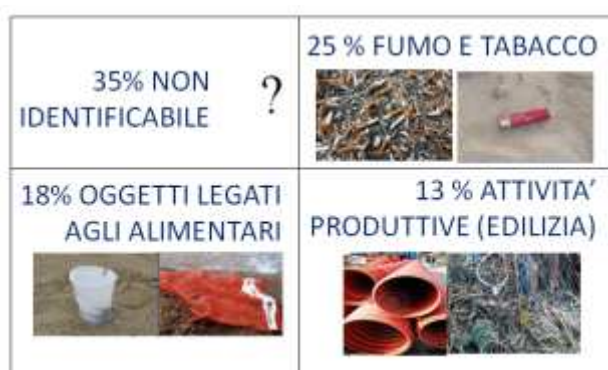 35% NON
IDENTIFICABILE
?
25 % FUMO E TABACCO
18% OGGETTI LEGATI
AGLI ALIMENTARI
13 % ATTIVITA’
PRODUTTIVE (EDILIZIA)